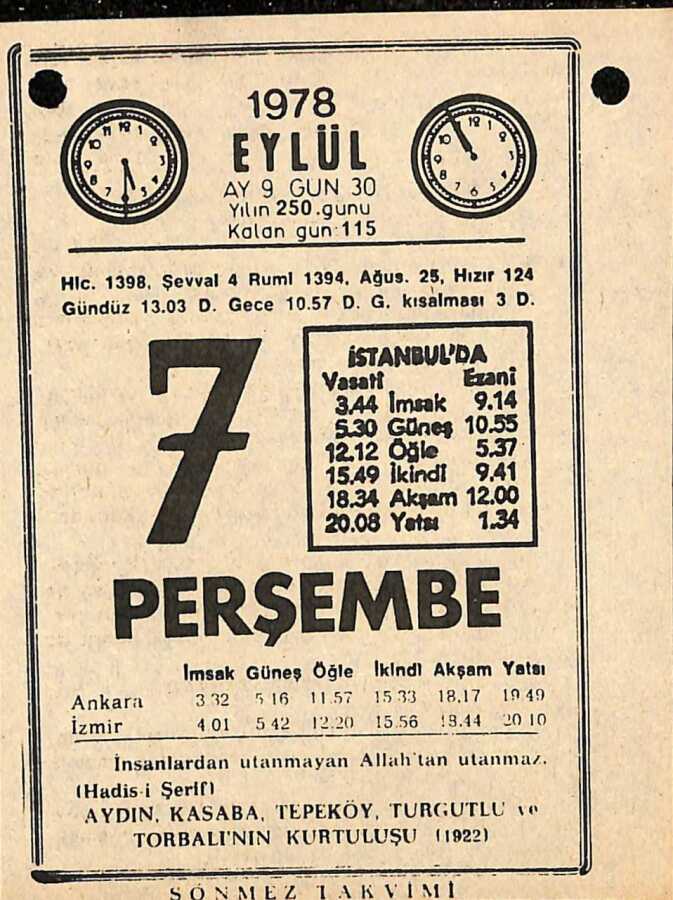 1978
EYLÜL
AY 9 GUN 30
Yılın 250.gunu
Kalan gun 115
Hic. 1398, Şevval 4 Rumi 1394, Ağus. 25, Hızır 124
Gündüz 13.03 D. Gece 10.57 D. G. kısalması 3 D.
7
İSTANBUL'DA
Vasati Ezani
3.44 İmsak 9.14
5.30 Güneş 10.55
12.12 Öğle 5.37
15.49 İkindi 9.41
18.34 Akşam 12.00
20.08 Yatsı 1.34
PERŞEMBE
İmsak Güneş Öğle İkindi Akşam Yatsı
Ankara 3 32 5 16 11.57 15 33 18.17 19 49
İzmir 4 01 5 42 12.20 15.56 18.44 20 10
İnsanlardan utanmayan Allah'tan utanmaz.
(Hadis-i Şerif)
AYDIN, KASABA, TEPEKÖY, TURGUTLU ve
TORBALI'NIN KURTULUŞU (1922)
SÖNMEZ TAKVİMİ